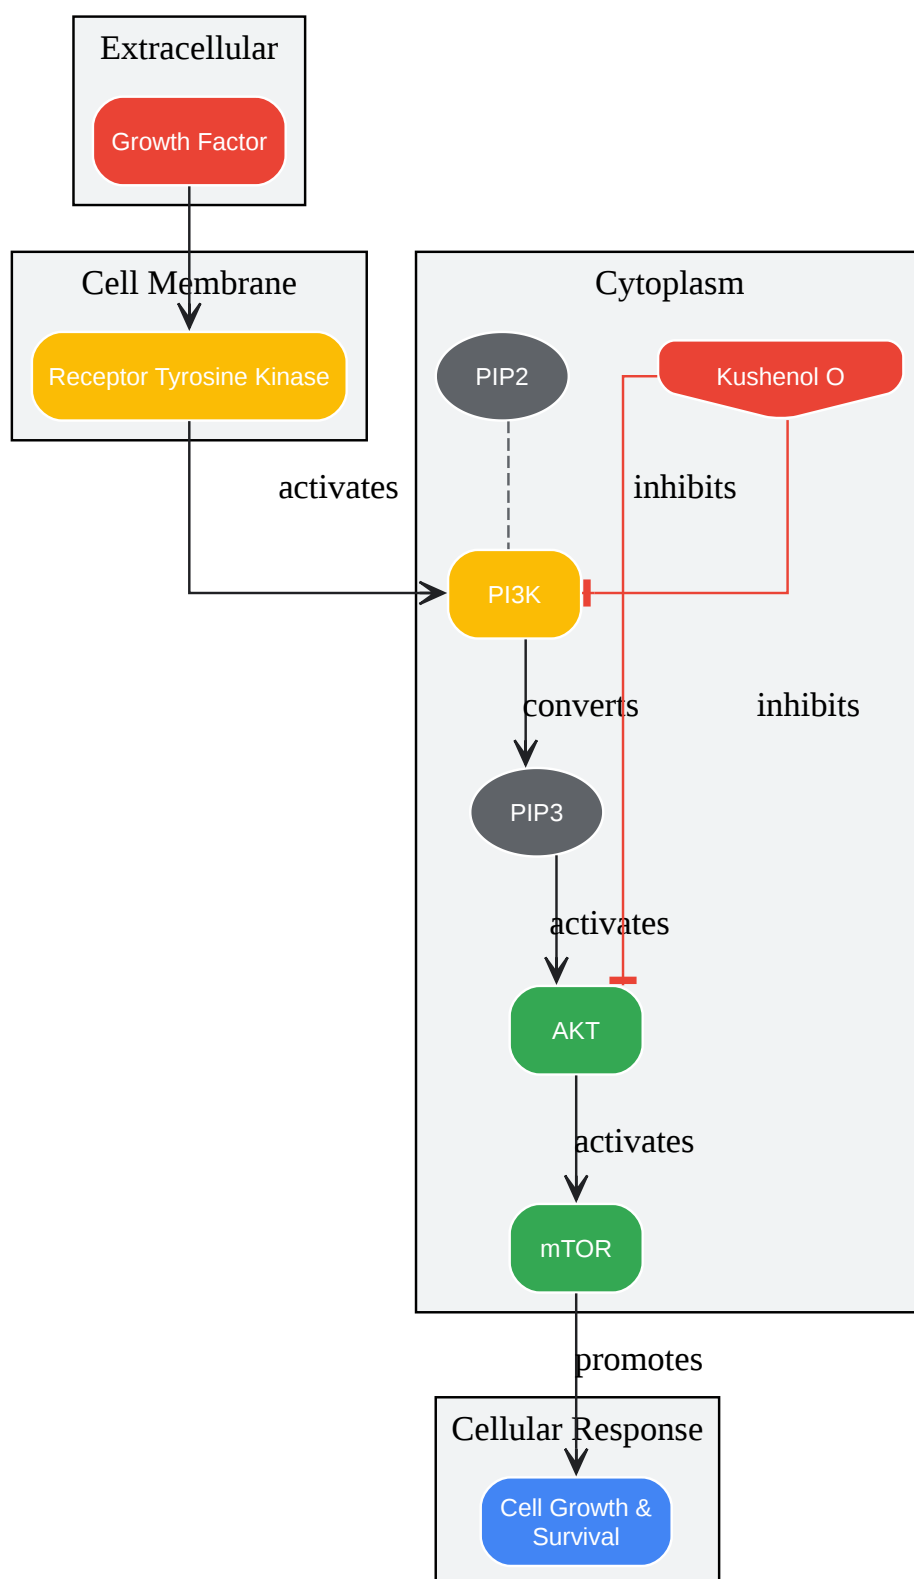 Extracellular
Growth Factor
Cell Membrane
Cytoplasm
Receptor Tyrosine Kinase
PIP2
Kushenol O
activates
inhibits
PI3K
converts
inhibits
PIP3
activates
AKT
activates
mTOR
promotes
Cellular Response
Cell Growth &
Survival